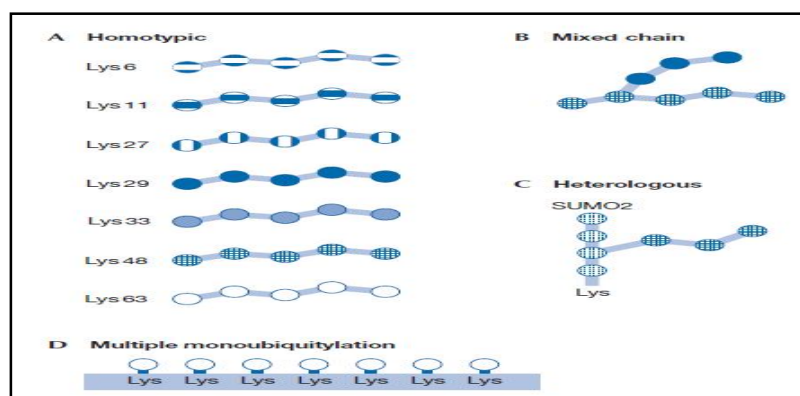 A Homotypic
Lys 6
Lys 11
Lys 27
Lys 29
Lys 33
Lys 48
Lys 63
B Mixed chain
C Heterologous
SUMO2
Lys
D Multiple monoubiquitylation
Lys Lys Lys Lys Lys Lys Lys